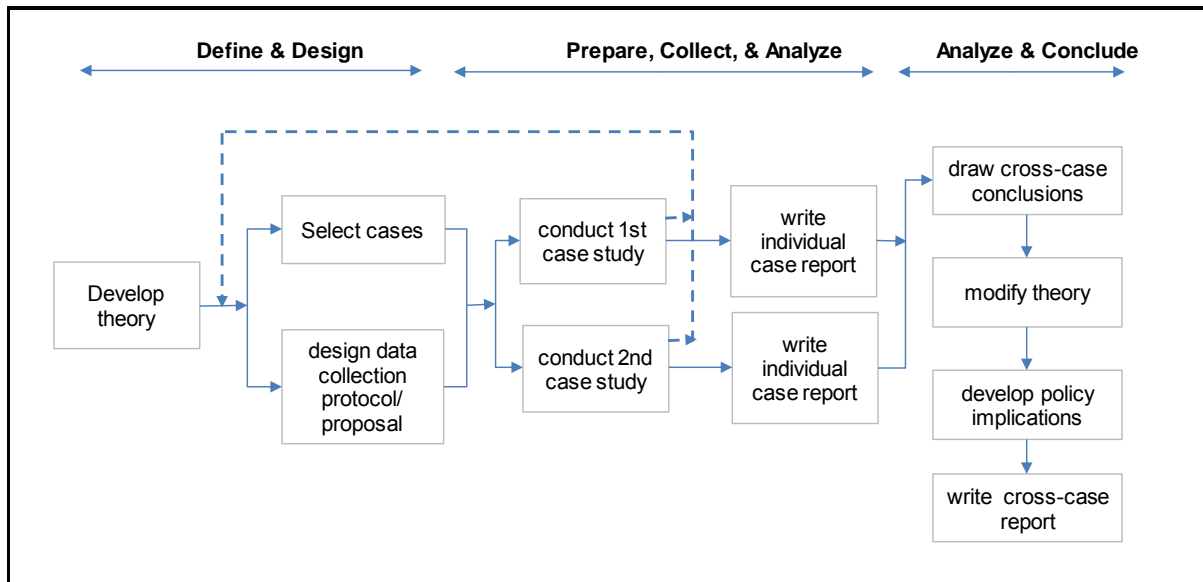 Define & Design
Prepare, Collect, & Analyze
Analyze & Conclude
Develop
theory
Select cases
design data
collection
protocol/
proposal
conduct 1st
case study
conduct 2nd
case study
write
individual
case report
write
individual
case report
draw cross-case
conclusions
modify theory
develop policy
implications
write cross-case
report